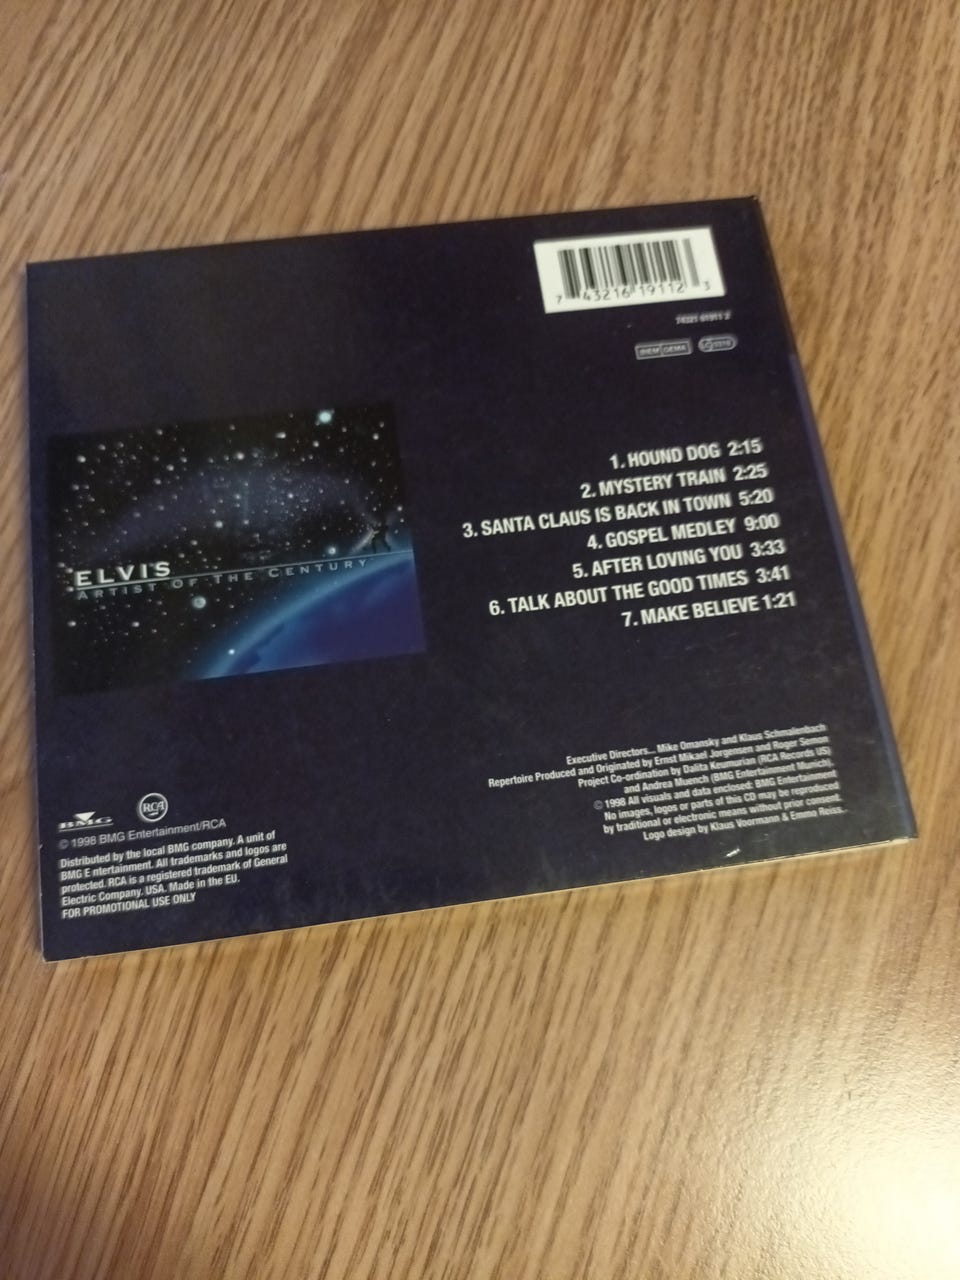 7 43216 19112 3
74321 61911 2
BIEM GEMA
1. HOUND DOG 2:15
2. MYSTERY TRAIN 2:25
3. SANTA CLAUS IS BACK IN TOWN 5:20
4. GOSPEL MEDLEY 9:00
5. AFTER LOVING YOU 3:33
6. TALK ABOUT THE GOOD TIMES 3:41
7. MAKE BELIEVE 1:21
ELVIS
ARTIST OF THE CENTURY
Executive Directors... Mike Omansky and Klaus Schmalenbach
Repertoire Produced and Originated by Ernst Mikael Jorgensen and Roger Semon
Project Co-ordination by Dalita Keumurian (RCA Records US)
and Andrea Muench (BMG Entertainment Munich).
© 1998 All visuals and data enclosed: BMG Entertainment
No images, logos or parts of this CD may be reproduced
by traditional or electronic means without prior consent.
Logo design by Klaus Voormann & Emmo Reiss.
BMG RCA
© 1998 BMG Entertainment/RCA
Distributed by the local BMG company. A unit of
BMG E ntertainment. All trademarks and logos are
protected. RCA is a registered trademark of General
Electric Company. USA. Made in the EU.
FOR PROMOTIONAL USE ONLY